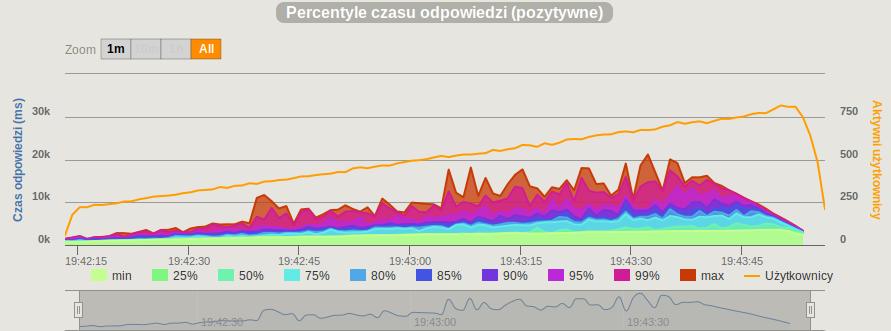 Percentyle czasu odpowiedzi (pozytywne)
Zoom 1m 10m 1h All
Czas odpowiedzi (ms)
30k
20k
10k
0k
750
500
250
0
Aktywni użytkownicy
19:42:15 19:42:30 19:42:45 19:43:00 19:43:15 19:43:30 19:43:45
min 25% 50% 75% 80% 85% 90% 95% 99% max Użytkownicy
19:42:30 19:43:00 19:43:30